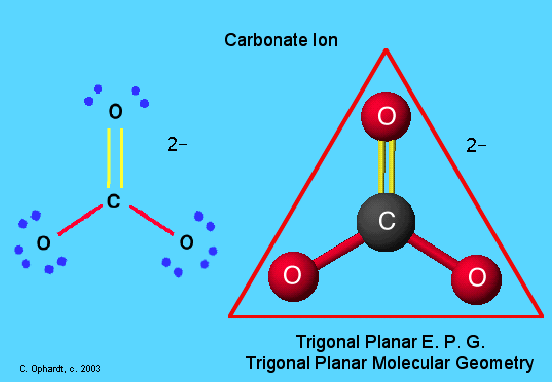 Carbonate Ion
O
2–
C
O
O
O
2–
C
O
O
Trigonal Planar E. P. G.
Trigonal Planar Molecular Geometry
C. Ophardt, c. 2003